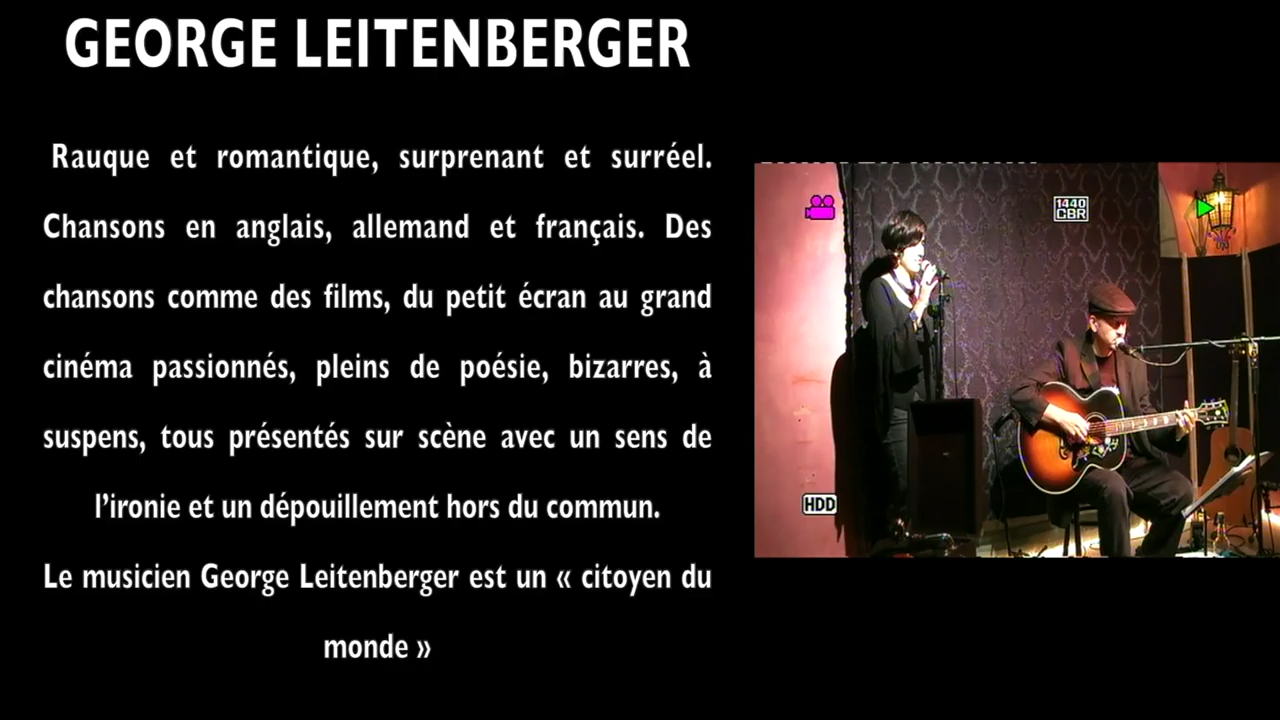 GEORGE LEITENBERGER
Rauque et romantique, surprenant et surréel.
Chansons en anglais, allemand et français. Des
chansons comme des films, du petit écran au grand
cinéma passionnés, pleins de poésie, bizarres, à
suspens, tous présentés sur scène avec un sens de
l’ironie et un dépouillement hors du commun.
Le musicien George Leitenberger est un « citoyen du
monde »
1440
CBR
HDD